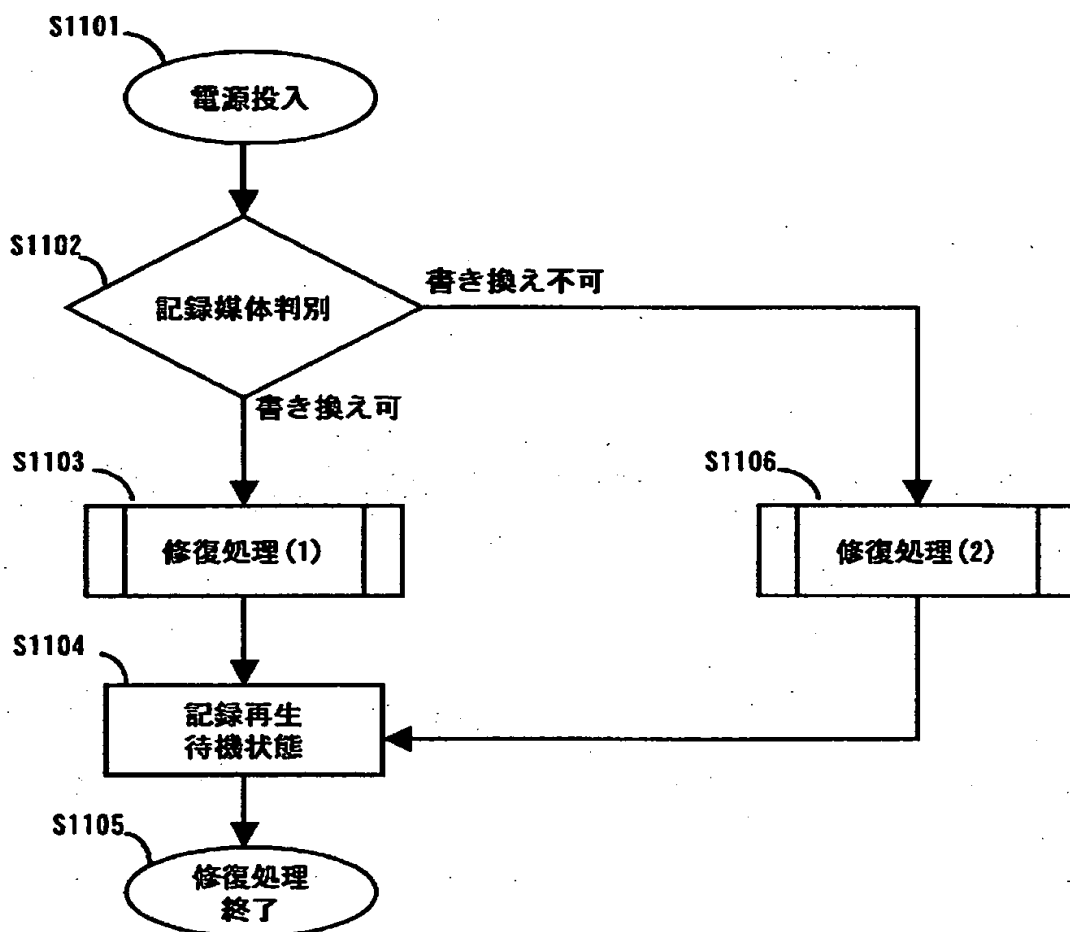 S1101
電源投入
S1102
記録媒体判別
書き換え不可
書き換え可
S1103
修復処理(1)
S1106
修復処理(2)
S1104
記録再生
待機状態
S1105
修復処理
終了